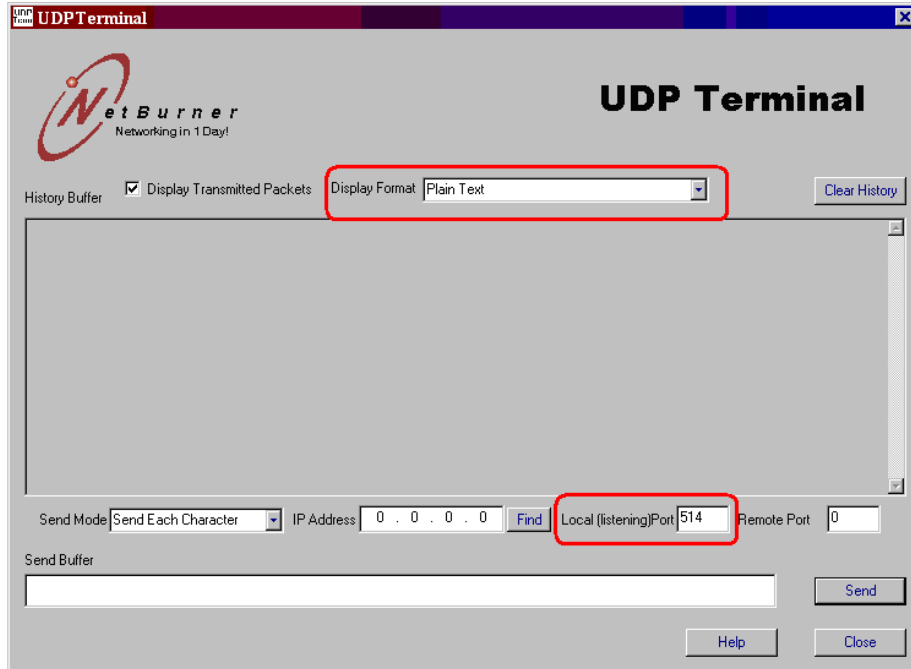 UDP Term UDPTerminal
NetBurner
Networking in 1 Day!
UDP Terminal
History Buffer Display Transmitted Packets Display Format Plain Text Clear History
Send Mode Send Each Character IP Address 0 . 0 . 0 . 0 Find Local (listening)Port 514 Remote Port 0
Send Buffer
Send
Help Close